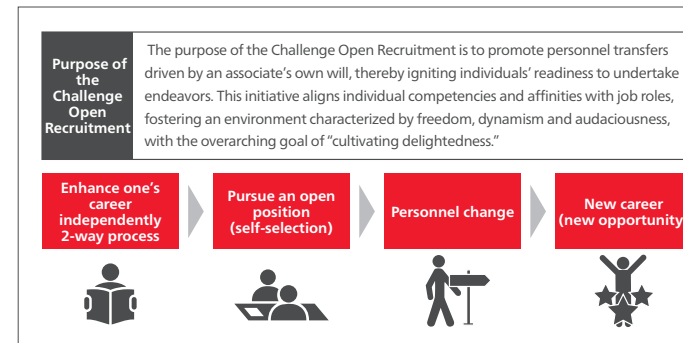 Purpose of
the
Challenge
Open
Recruitment
The purpose of the Challenge Open Recruitment is to promote personnel transfers
driven by an associate's own will, thereby igniting individuals' readiness to undertake
endeavors. This initiative aligns individual competencies and affinities with job roles,
fostering an environment characterized by freedom, dynamism and audaciousness,
with the overarching goal of “cultivating delightedness.”
Enhance one's
career
independently
2-way process
Pursue an open
position
(self-selection)
Personnel change
New career
(new opportunity